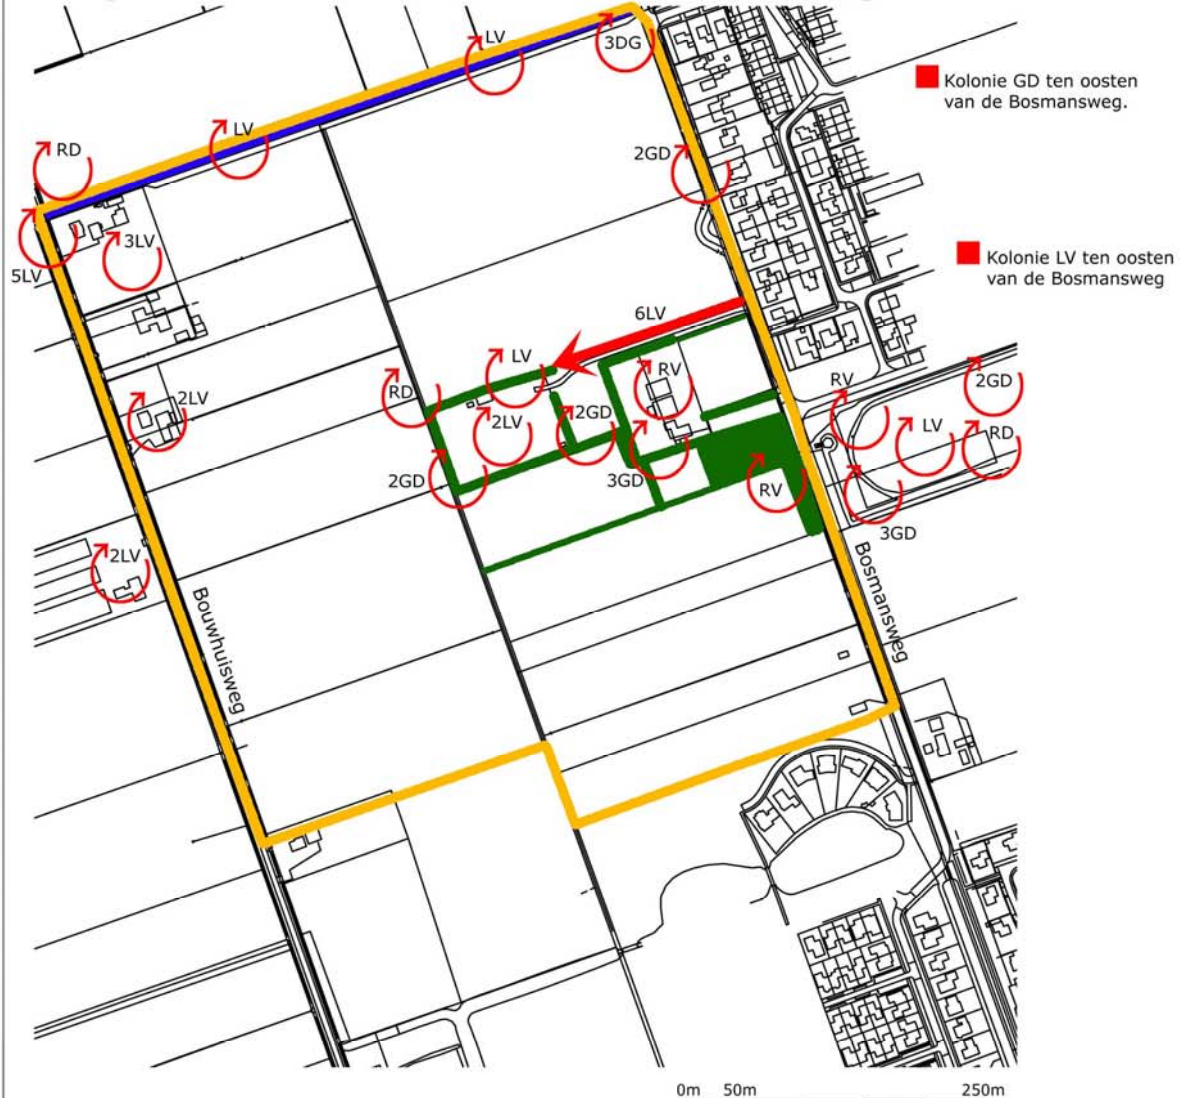 LV
3DG
Kolonie GD ten oosten
van de Bosmansweg.
LV
RD
2GD
3LV
Kolonie LV ten oosten
van de Bosmansweg
5LV
6LV
LV
RV
RD
2LV
2GD
2LV
RV
2GD
LV
RD
2GD
3GD
RV
3GD
2LV
Bouwhuisweg
Bosmansweg
0m 50m 250m